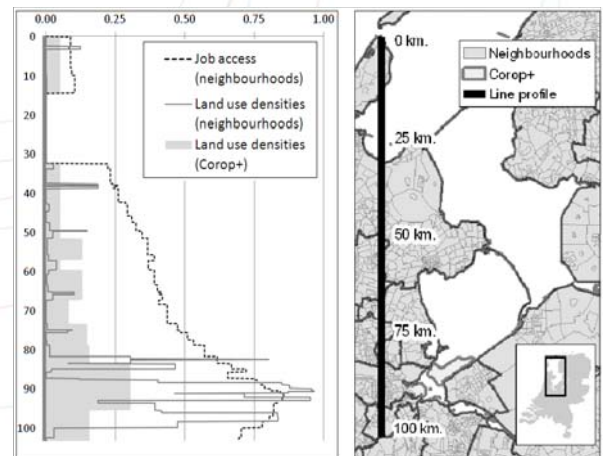 0.00 0.25 0.50 0.75 1.00
0
10
20
30
40
50
60
70
80
90
100
Job access
(neighbourhoods)
Land use densities
(neighbourhoods)
Land use densities
(Corop+)
0 km.
25 km.
50 km.
75 km.
100 km.
Neighbourhoods
Corop+
Line profile